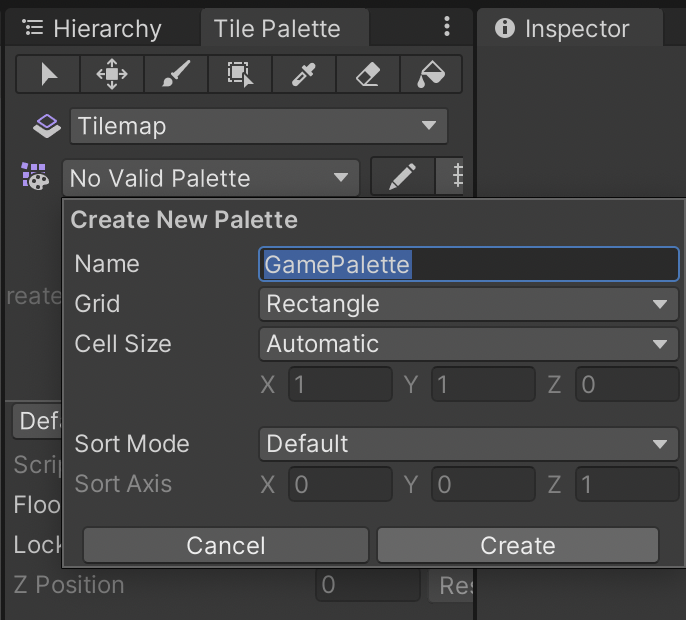 Hierarchy Tile Palette Inspector
Tilemap
No Valid Palette
Create New Palette
Name GamePalette
reate
Grid Rectangle
Cell Size Automatic
X 1 Y 1 Z 0
Def
Sort Mode Default
Scrip
Sort Axis X 0 Y 0 Z 1
Floo
Lock
Cancel Create
Z Position 0 Res